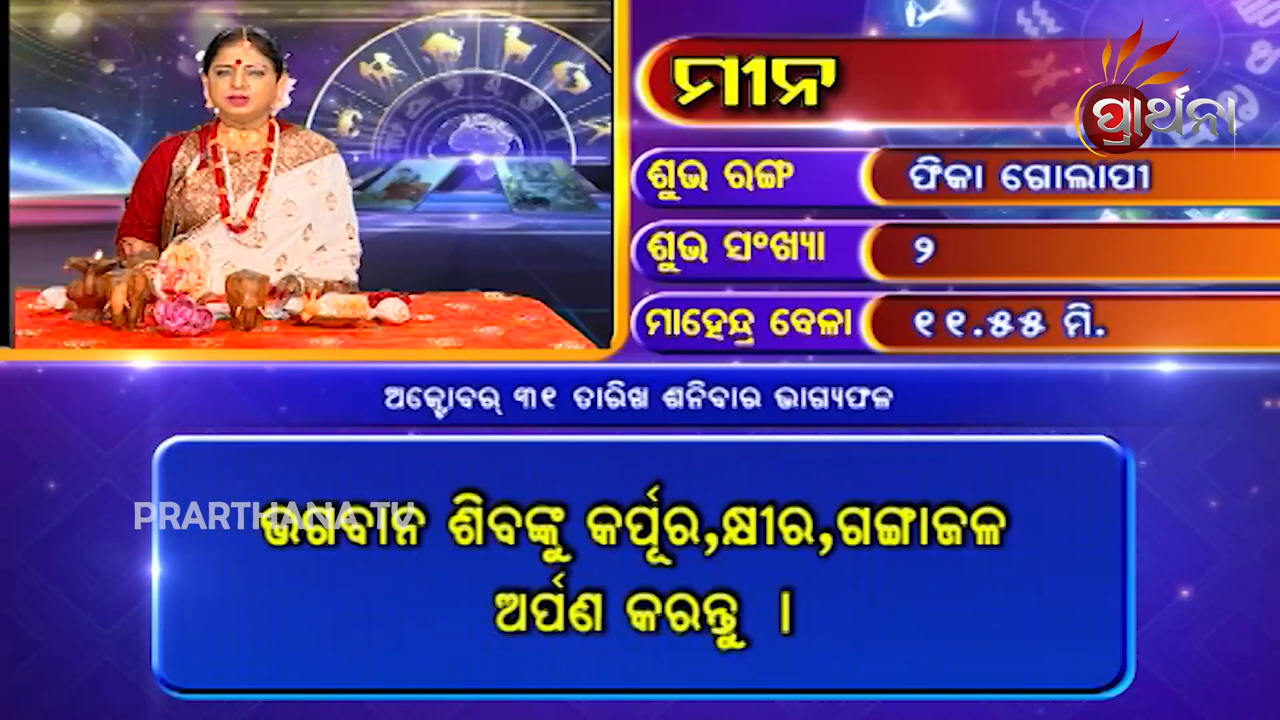 ମୀନ
ପ୍ରାର୍ଥନା
ଶୁଭ ରଙ୍ଗ ଫିକା ଗୋଲାପୀ
ଶୁଭ ସଂଖ୍ୟା ୨
ମାହେନ୍ଦ୍ର ବେଳା ୧୧.୫୫ ମି.
ଅକ୍ଟୋବର୍ ୩୧ ତାରିଖ ଶନିବାର ଭାଗ୍ୟଫଳ
PRARTHANA TV
ଭଗବାନ ଶିବଙ୍କୁ କର୍ପୂର,କ୍ଷୀର,ଗଙ୍ଗାଜଳ
ଅର୍ପଣ କରନ୍ତୁ ।